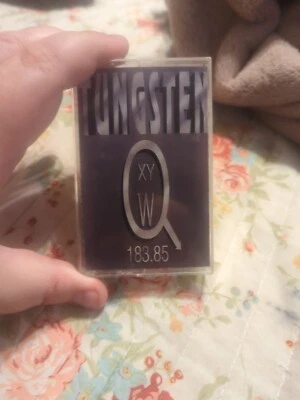 TUNGSTEN
XY
W
183.85